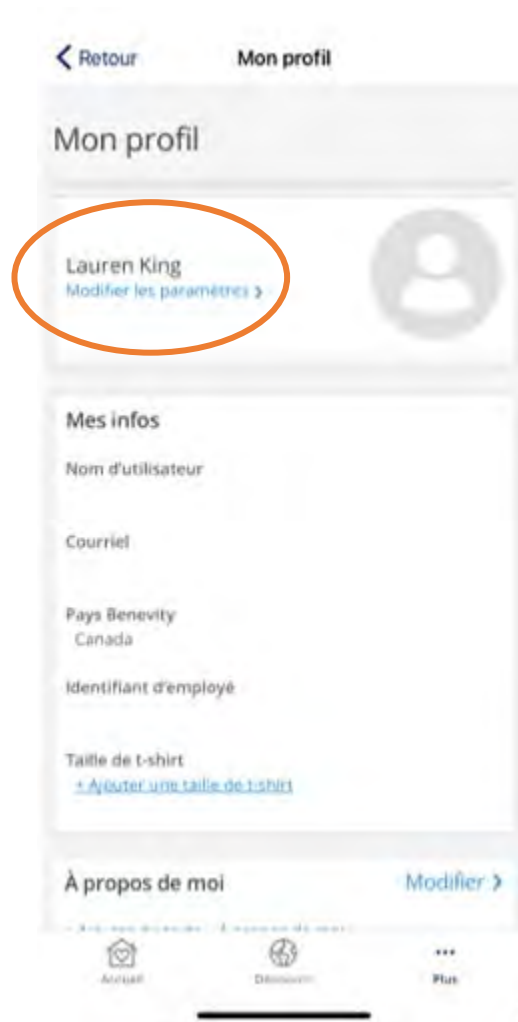 Retour
Mon profil
Mon profil
Lauren King
Modifier les paramètres
Mes infos
Nom d'utilisateur
Courriel
Pays Benevity
Canada
Identifiant d'employé
Taille de t-shirt
+ Ajouter une taille de t-shirt
À propos de moi
Modifier
Accueil
Découvrir
Plus